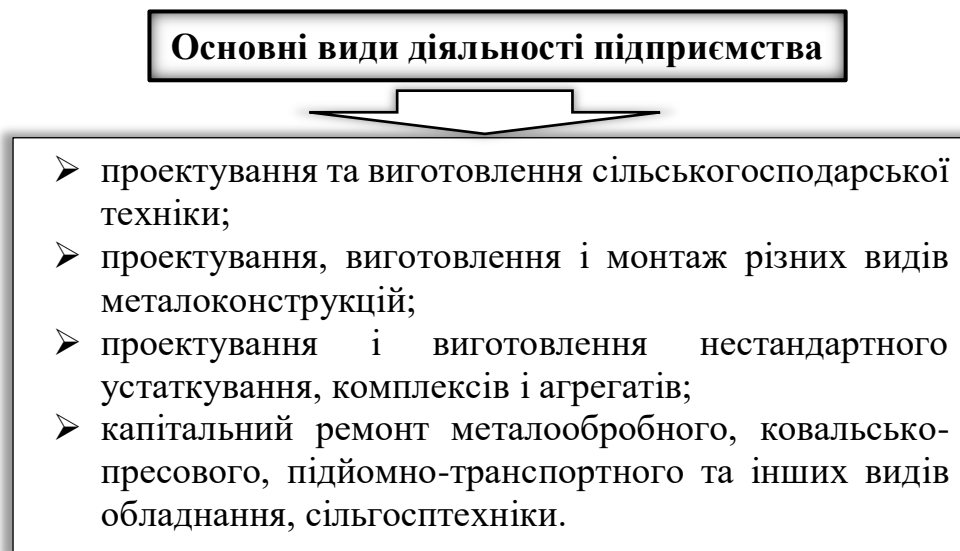 Основні види діяльності підприємства
➢ проектування та виготовлення сільськогосподарської
техніки;
➢ проектування, виготовлення і монтаж різних видів
металоконструкцій;
➢ проектування і виготовлення нестандартного
устаткування, комплексів і агрегатів;
➢ капітальний ремонт металообробного, ковальсько-
пресового, підйомно-транспортного та інших видів
обладнання, сільгосптехніки.